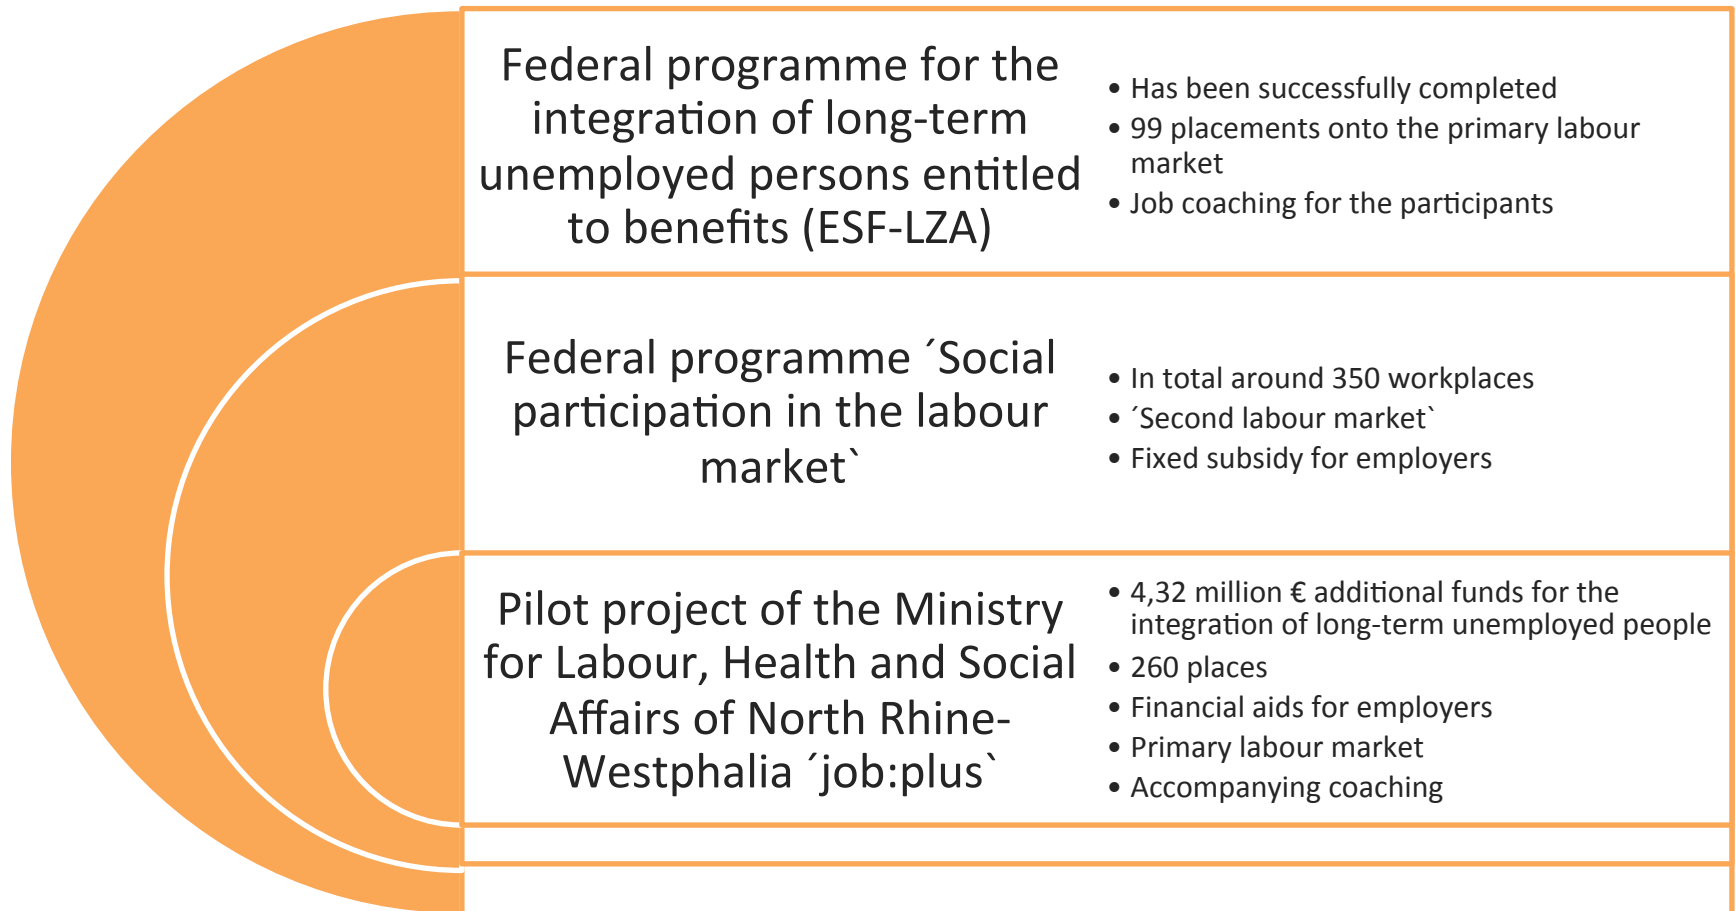 Federal programme for the
integration of long-term
unemployed persons entitled
to benefits (ESF-LZA)
• Has been successfully completed
• 99 placements onto the primary labour
market
• Job coaching for the participants
Federal programme ´Social
participation in the labour
market`
• In total around 350 workplaces
• ´Second labour market`
• Fixed subsidy for employers
Pilot project of the Ministry
for Labour, Health and Social
Affairs of North Rhine-
Westphalia ´job:plus`
• 4,32 million € additional funds for the
integration of long-term unemployed people
• 260 places
• Financial aids for employers
• Primary labour market
• Accompanying coaching